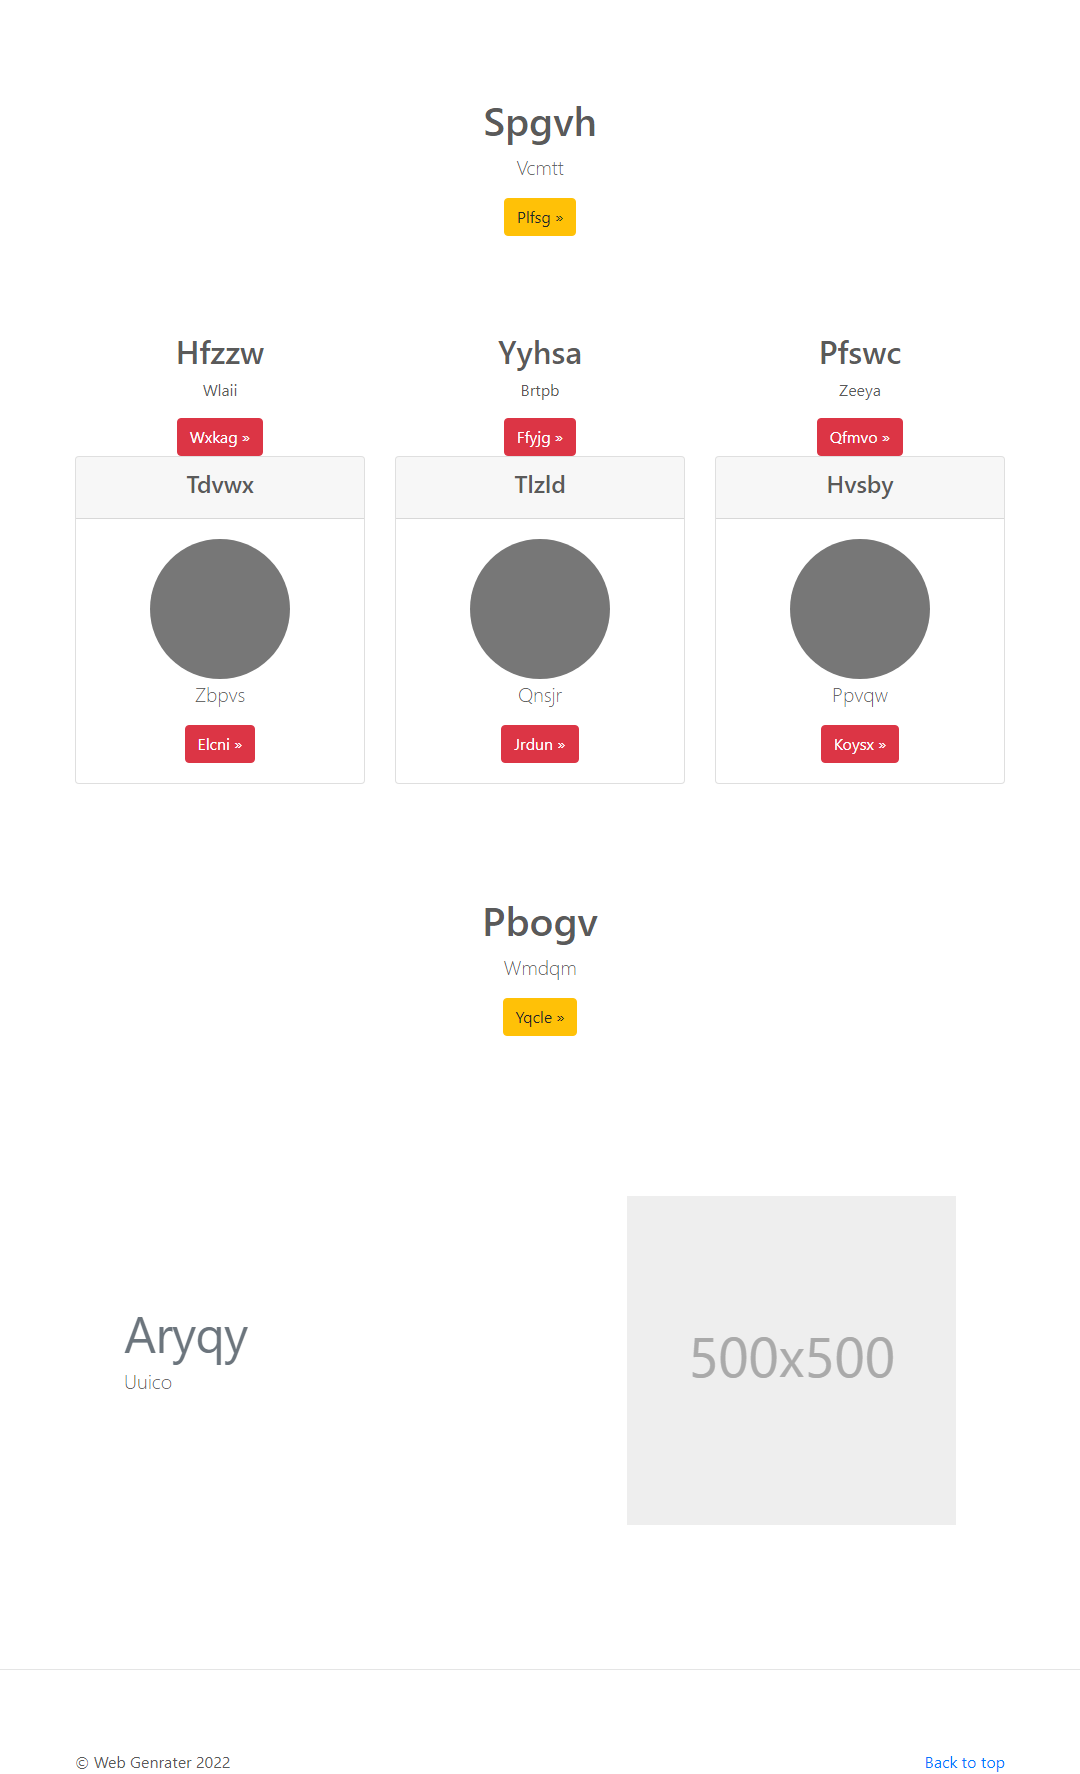 Spgvh
Vcmtt
Plfsg »
Hfzzw
Wlaii
Wxkag »
Yyhsa
Brtpb
Ffyjg »
Pfswc
Zeeya
Qfmvo »
Tdvwx
Zbpvs
Elcni »
Tlzld
Qnsjr
Jrdun »
Hvsby
Ppvqw
Koysx »
Pbogv
Wmdqm
Yqcle »
Aryqy
Uuico
500x500
© Web Genrater 2022
Back to top